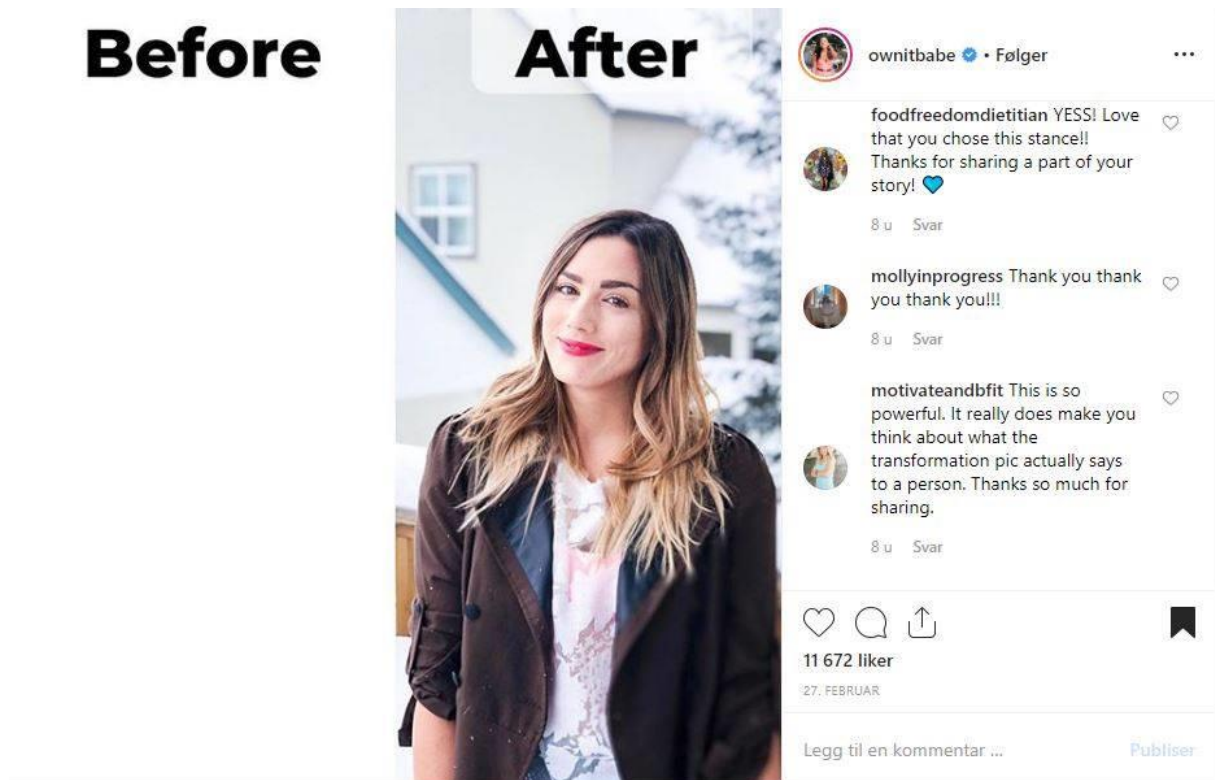 Before
After
ownitbabe • Følger
foodfreedomdietitian YESS! Love
that you chose this stance!!
Thanks for sharing a part of your
story!
8 u Svar
mollyinprogress Thank you thank
you thank you!!!
8 u Svar
motivateandbfit This is so
powerful. It really does make you
think about what the
transformation pic actually says
to a person. Thanks so much for
sharing.
8 u Svar
11 672 liker
27. FEBRUAR
Legg til en kommentar ...
Publiser